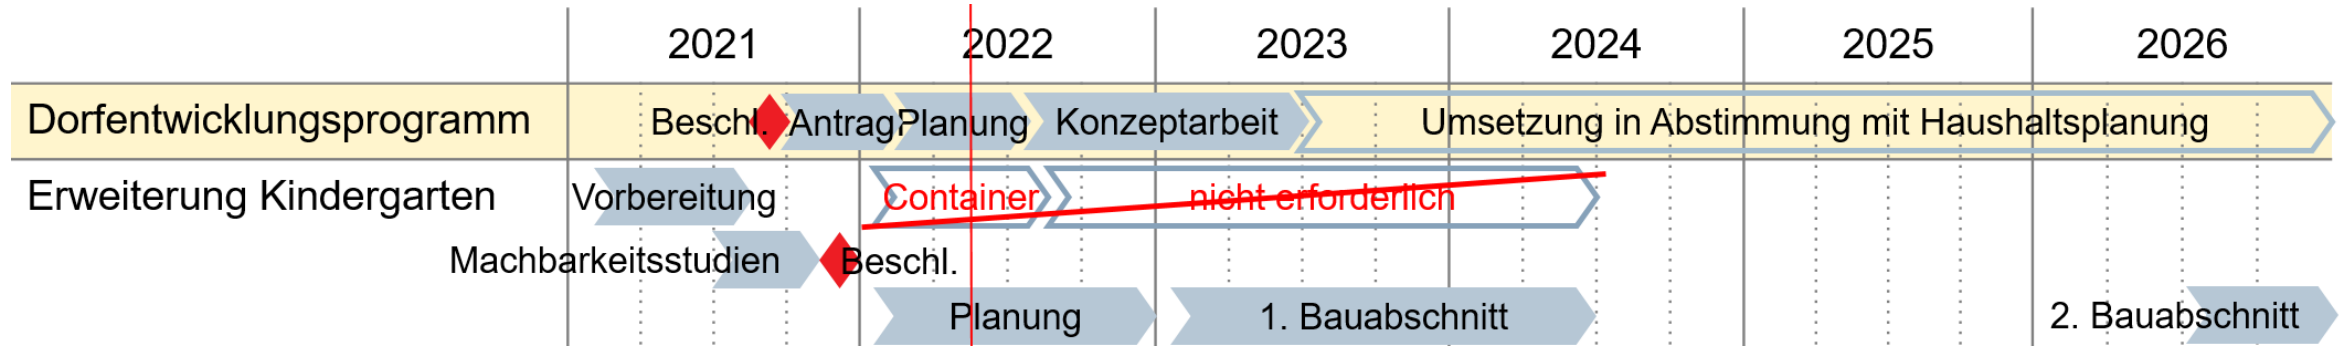 2021 2022 2023 2024 2025 2026
Dorfentwicklungsprogramm Beschl. Antrag Planung Konzeptarbeit Umsetzung in Abstimmung mit Haushaltsplanung
Erweiterung Kindergarten Vorbereitung Container nicht erforderlich
Machbarkeitsstudien Beschl.
Planung 1. Bauabschnitt 2. Bauabschnitt